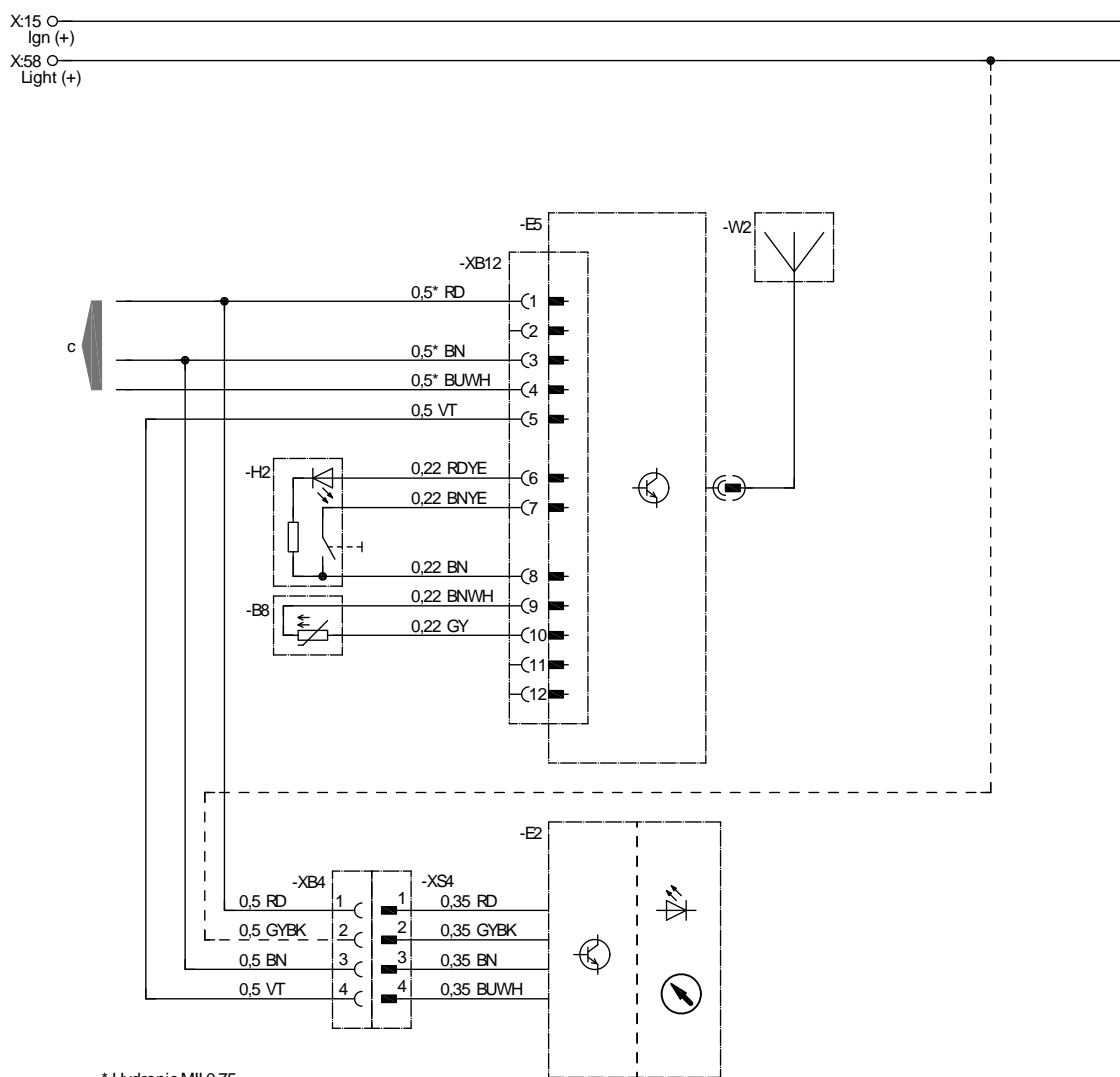 X:15
Ign (+)
X:58
Light (+)
-E5
-W2
-XB12
0,5* RD
1
2
c
0,5* BN
3
0,5* BUWH
4
0,5 VT
5
-H2
0,22 RDYE
6
0,22 BNYE
7
0,22 BN
8
-B8
0,22 BNWH
9
0,22 GY
10
11
12
-E2
-XB4
-XS4
0,5 RD 1 1 0,35 RD
0,5 GYBK 2 2 0,35 GYBK
0,5 BN 3 3 0,35 BN
0,5 VT 4 4 0,35 BUWH